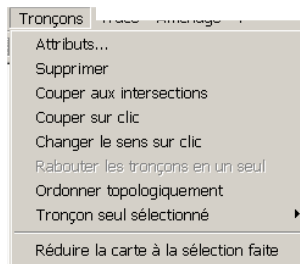 Tronçons
Attributs...
Supprimer
Couper aux intersections
Couper sur clic
Changer le sens sur clic
Rabouter les tronçons en un seul
Ordonner topologiquement
Tronçon seul sélectionné
Réduire la carte à la sélection faite